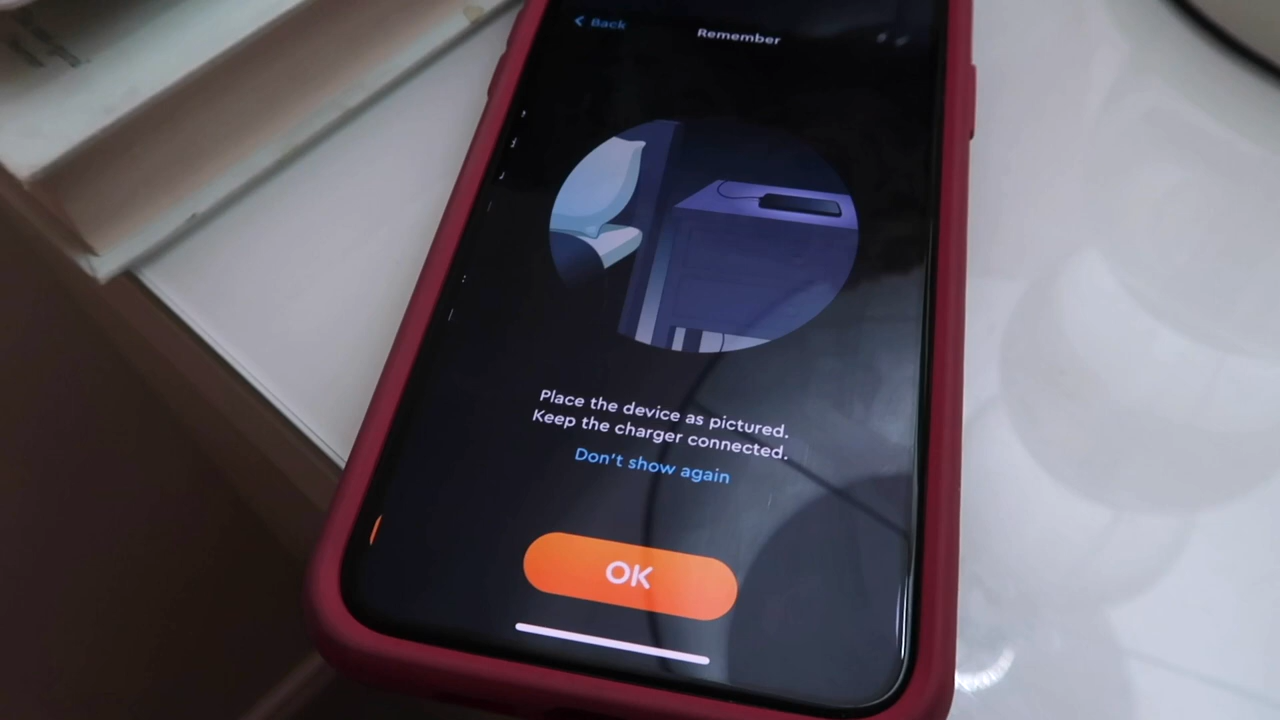 Back
Remember
Place the device as pictured.
Keep the charger connected.
Don't show again
OK